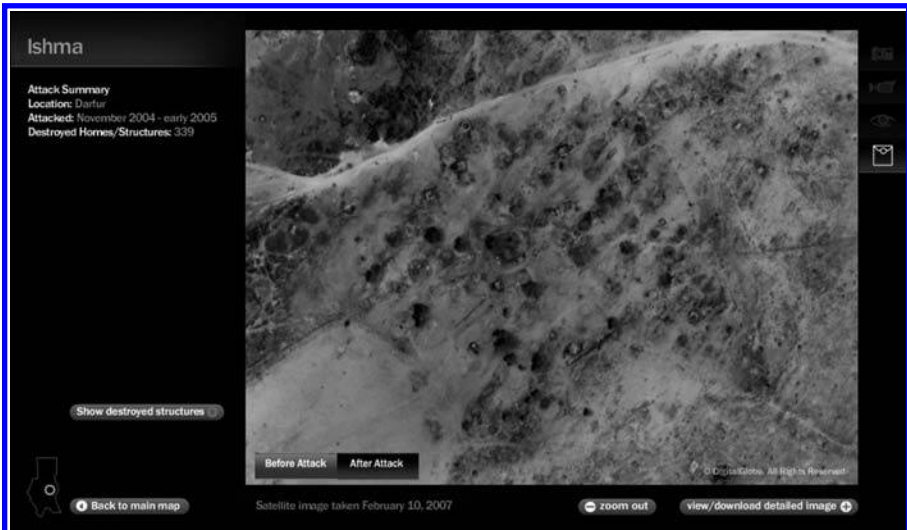 Ishma
Attack Summary
Location: Darfur
Attacked: November 2004 - early 2005
Destroyed Homes/Structures: 339
Show destroyed structures
Before Attack
After Attack
© DigitalGlobe. All Rights Reserved
Back to main map
Satellite image taken February 10, 2007
zoom out
view/download detailed image